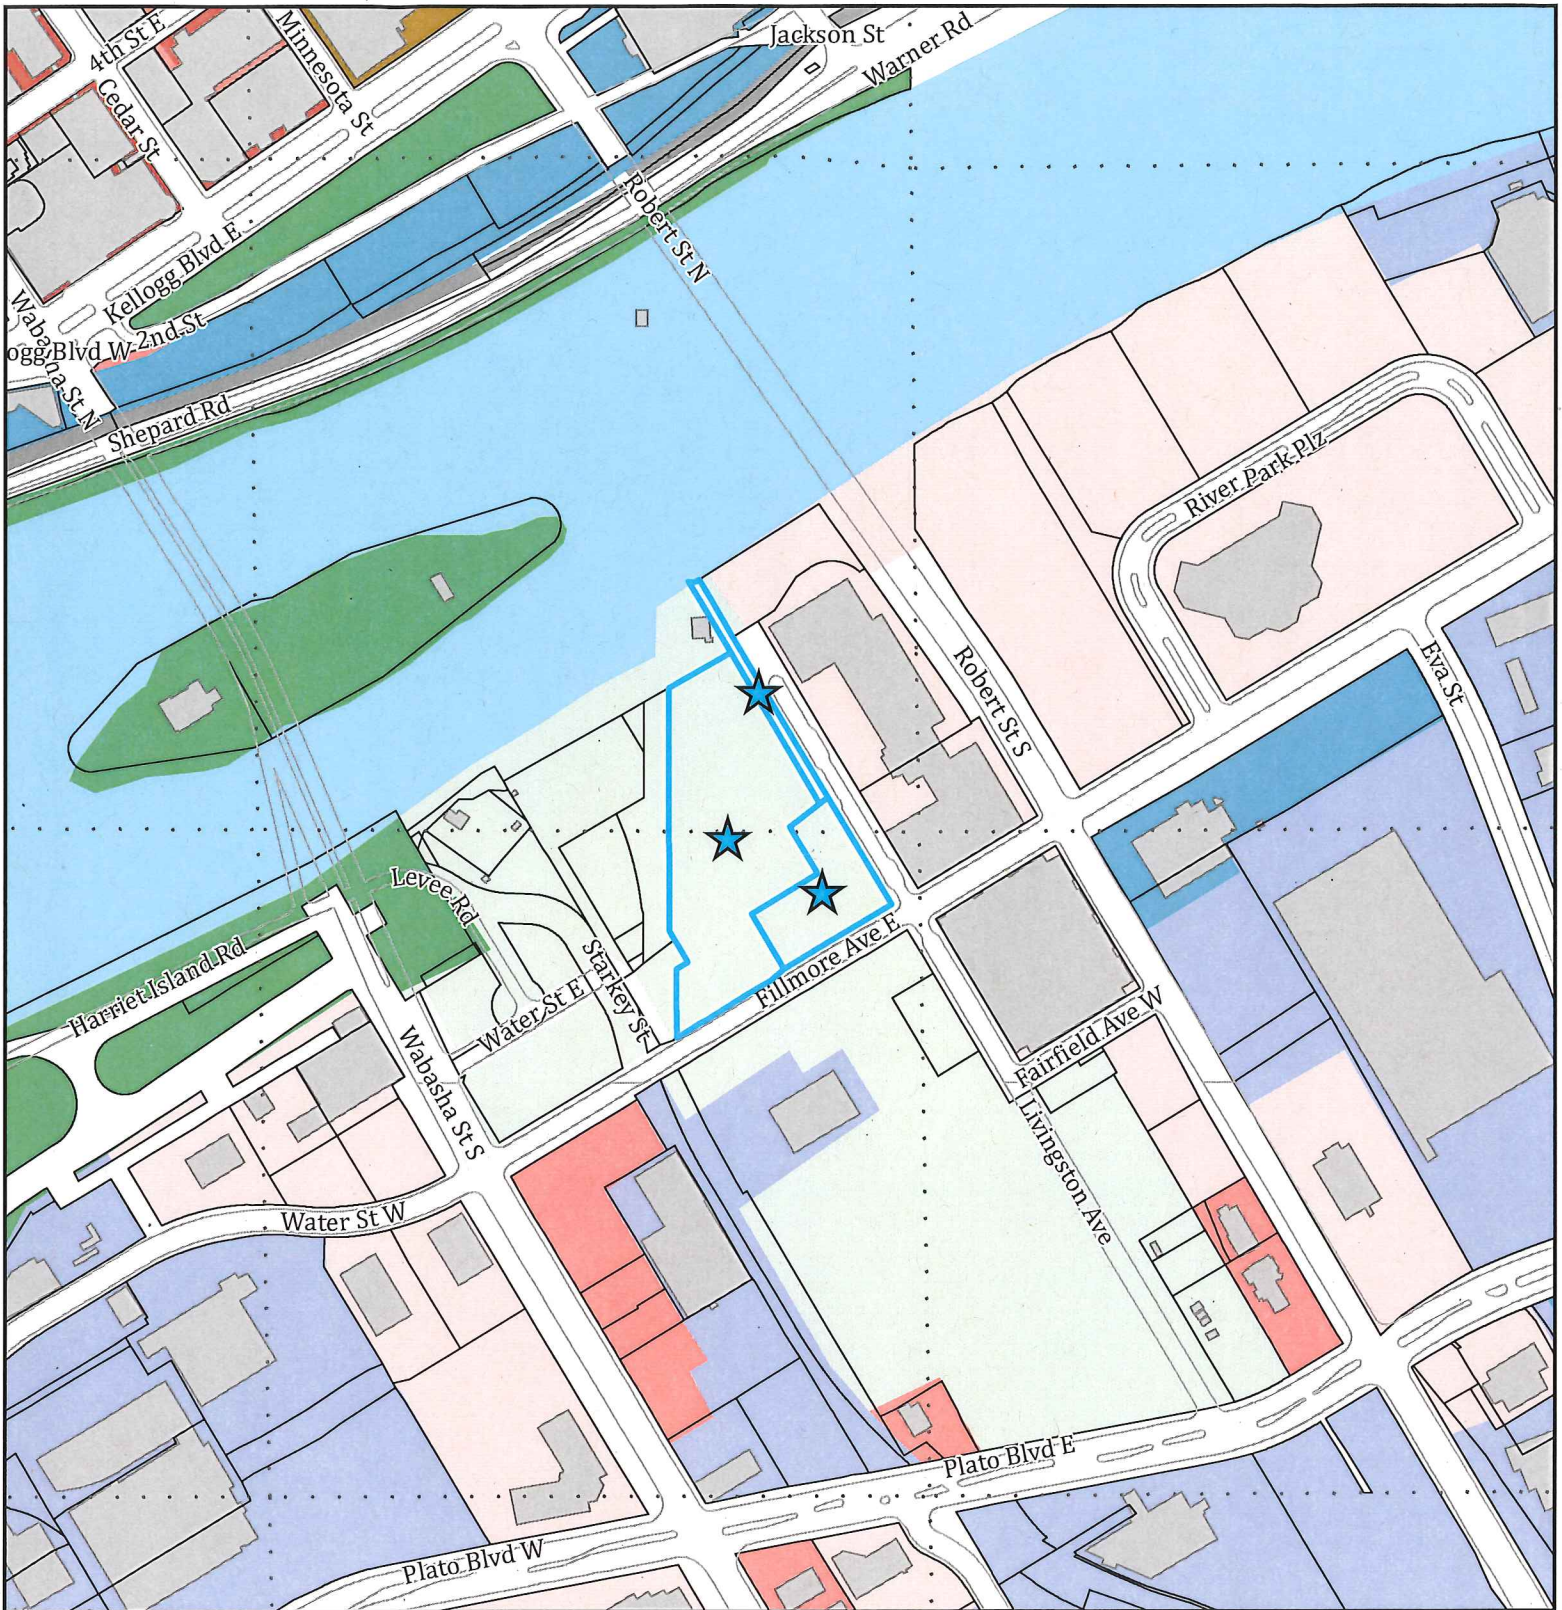 4th St E
Minnesota St
Jackson St
Warner Rd
Cedar St
Robert St N
Kellogg Blvd E
2nd St
Wabasha St N
ogg Blvd W
Shepard Rd
River Park Plz
Robert St S
Eva St
Levee Rd
Harriet Island Rd
Starkey St
Water St E
Fillmore Ave E
Fairfield Ave W
Wabasha St S
Livingston Ave
Water St W
Plato Blvd E
Plato Blvd W